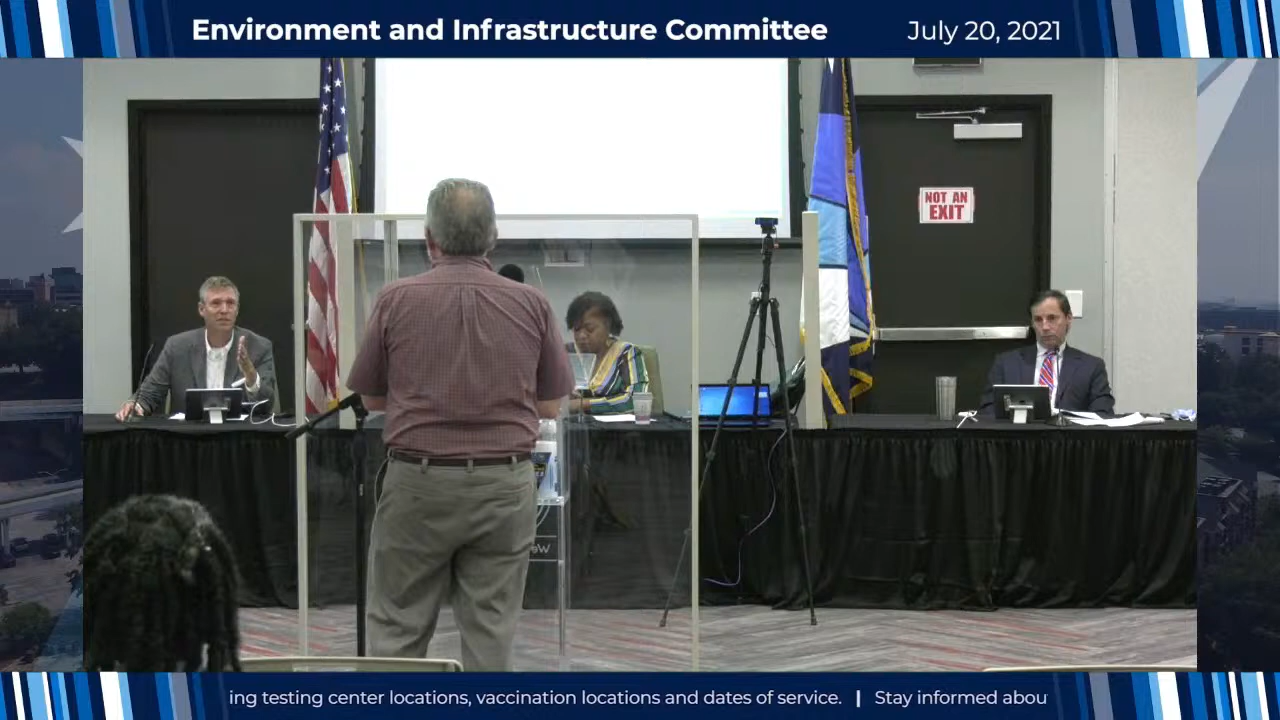 Environment and Infrastructure Committee
July 20, 2021
NOT AN
EXIT
We
ing testing center locations, vaccination locations and dates of service. | Stay informed abou